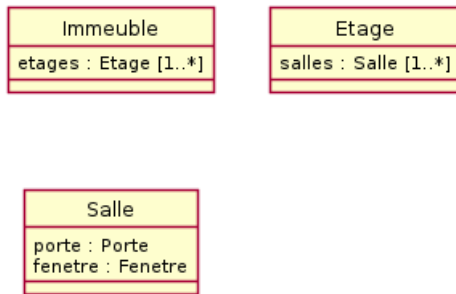 Immeuble
etages : Etage [1..*]
Etage
salles : Salle [1..*]
Salle
porte : Porte
fenetre : Fenetre